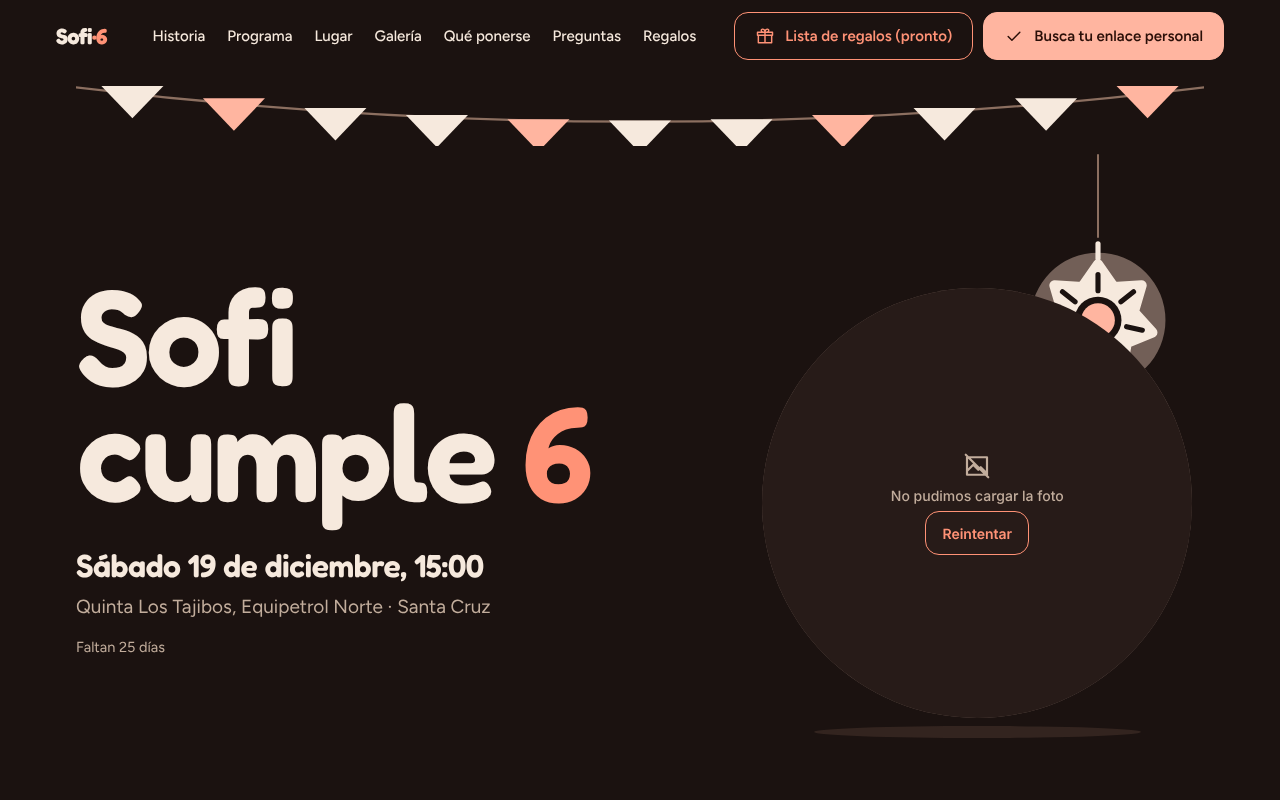 Sofi·6
Historia Programa Lugar Galería Qué ponerse Preguntas Regalos
Lista de regalos (pronto)
Busca tu enlace personal
Sofi
cumple 6
Sábado 19 de diciembre, 15:00
Quinta Los Tajibos, Equipetrol Norte · Santa Cruz
Faltan 25 días
No pudimos cargar la foto
Reintentar